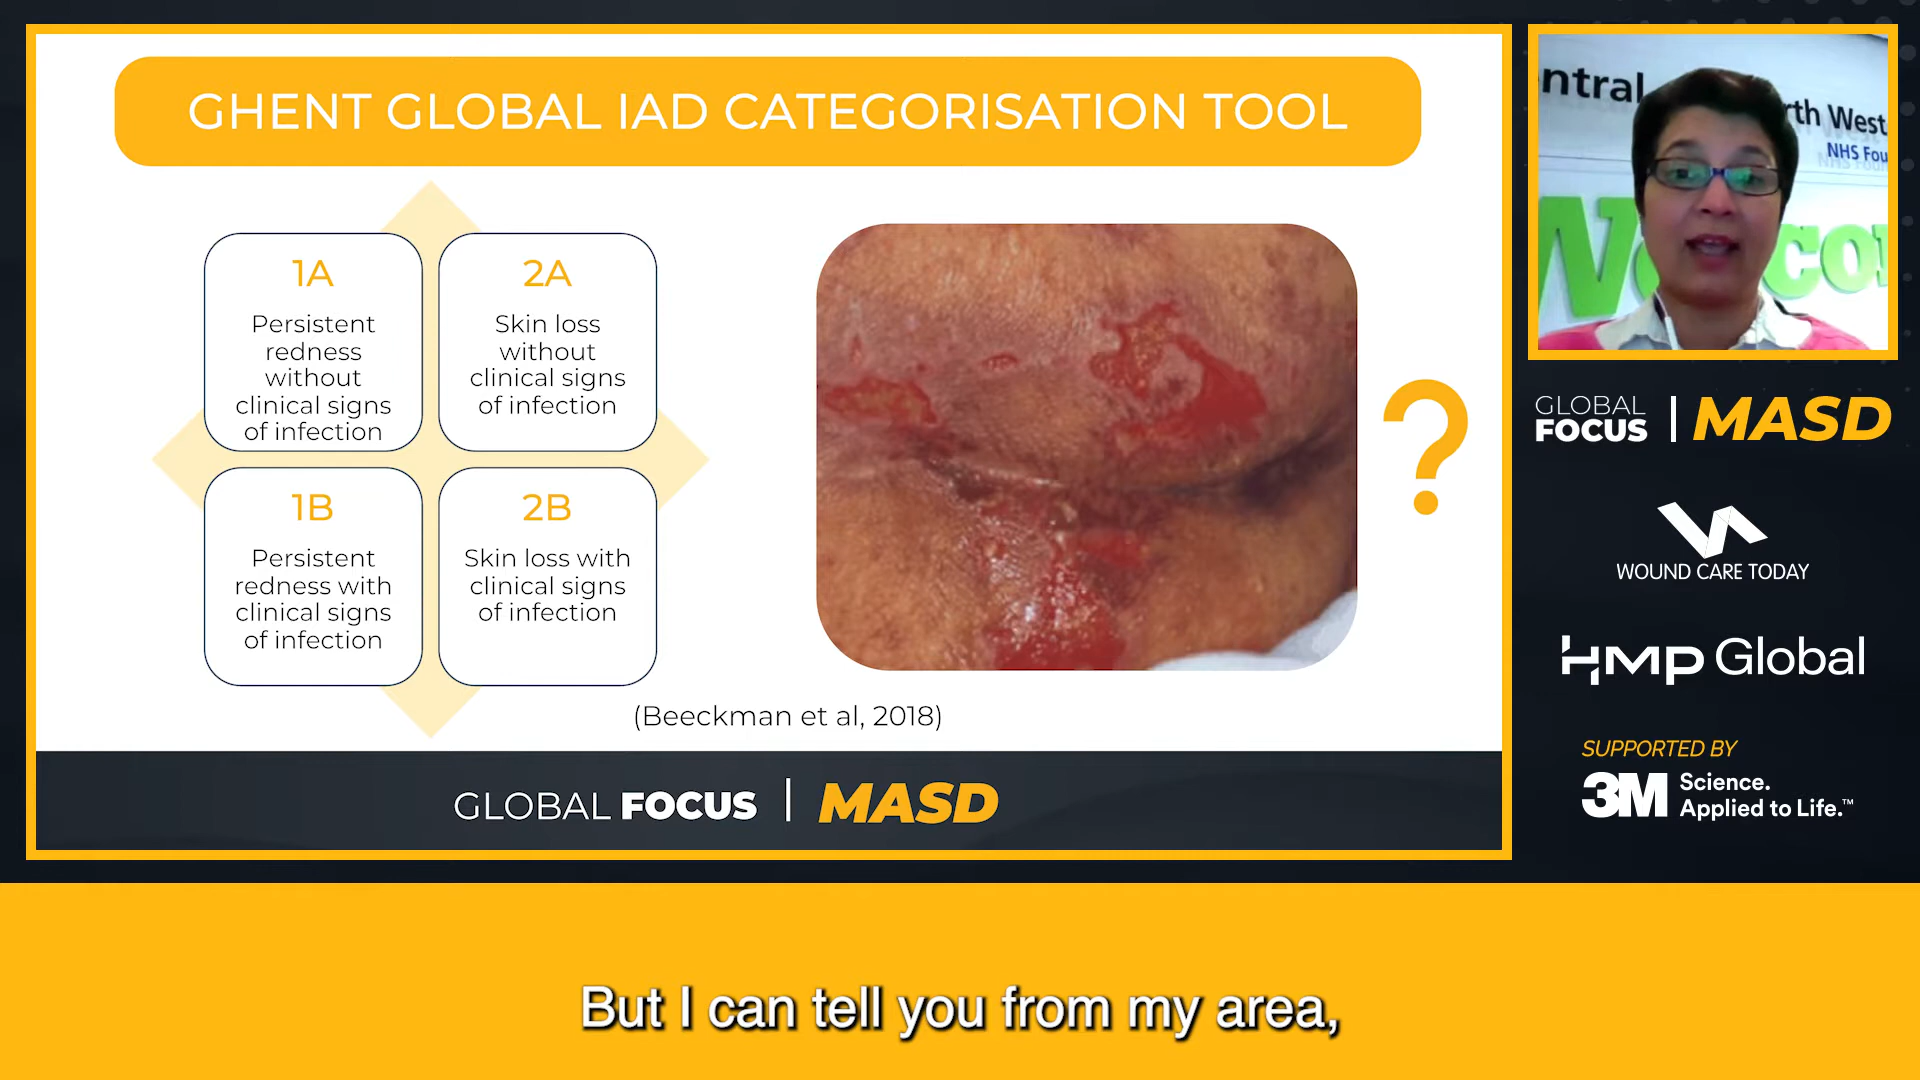 GHENT GLOBAL IAD CATEGORISATION TOOL
1A
Persistent
redness
without
clinical signs
of infection
2A
Skin loss
without
clinical signs
of infection
1B
Persistent
redness with
clinical signs
of infection
2B
Skin loss with
clinical signs
of infection
?
(Beeckman et al, 2018)
GLOBAL FOCUS | MASD
ntral
rth West
NHS Fou
Welco
GLOBAL
FOCUS | MASD
WOUND CARE TODAY
HMP Global
SUPPORTED BY
3M Science.
Applied to Life.™
But I can tell you from my area,